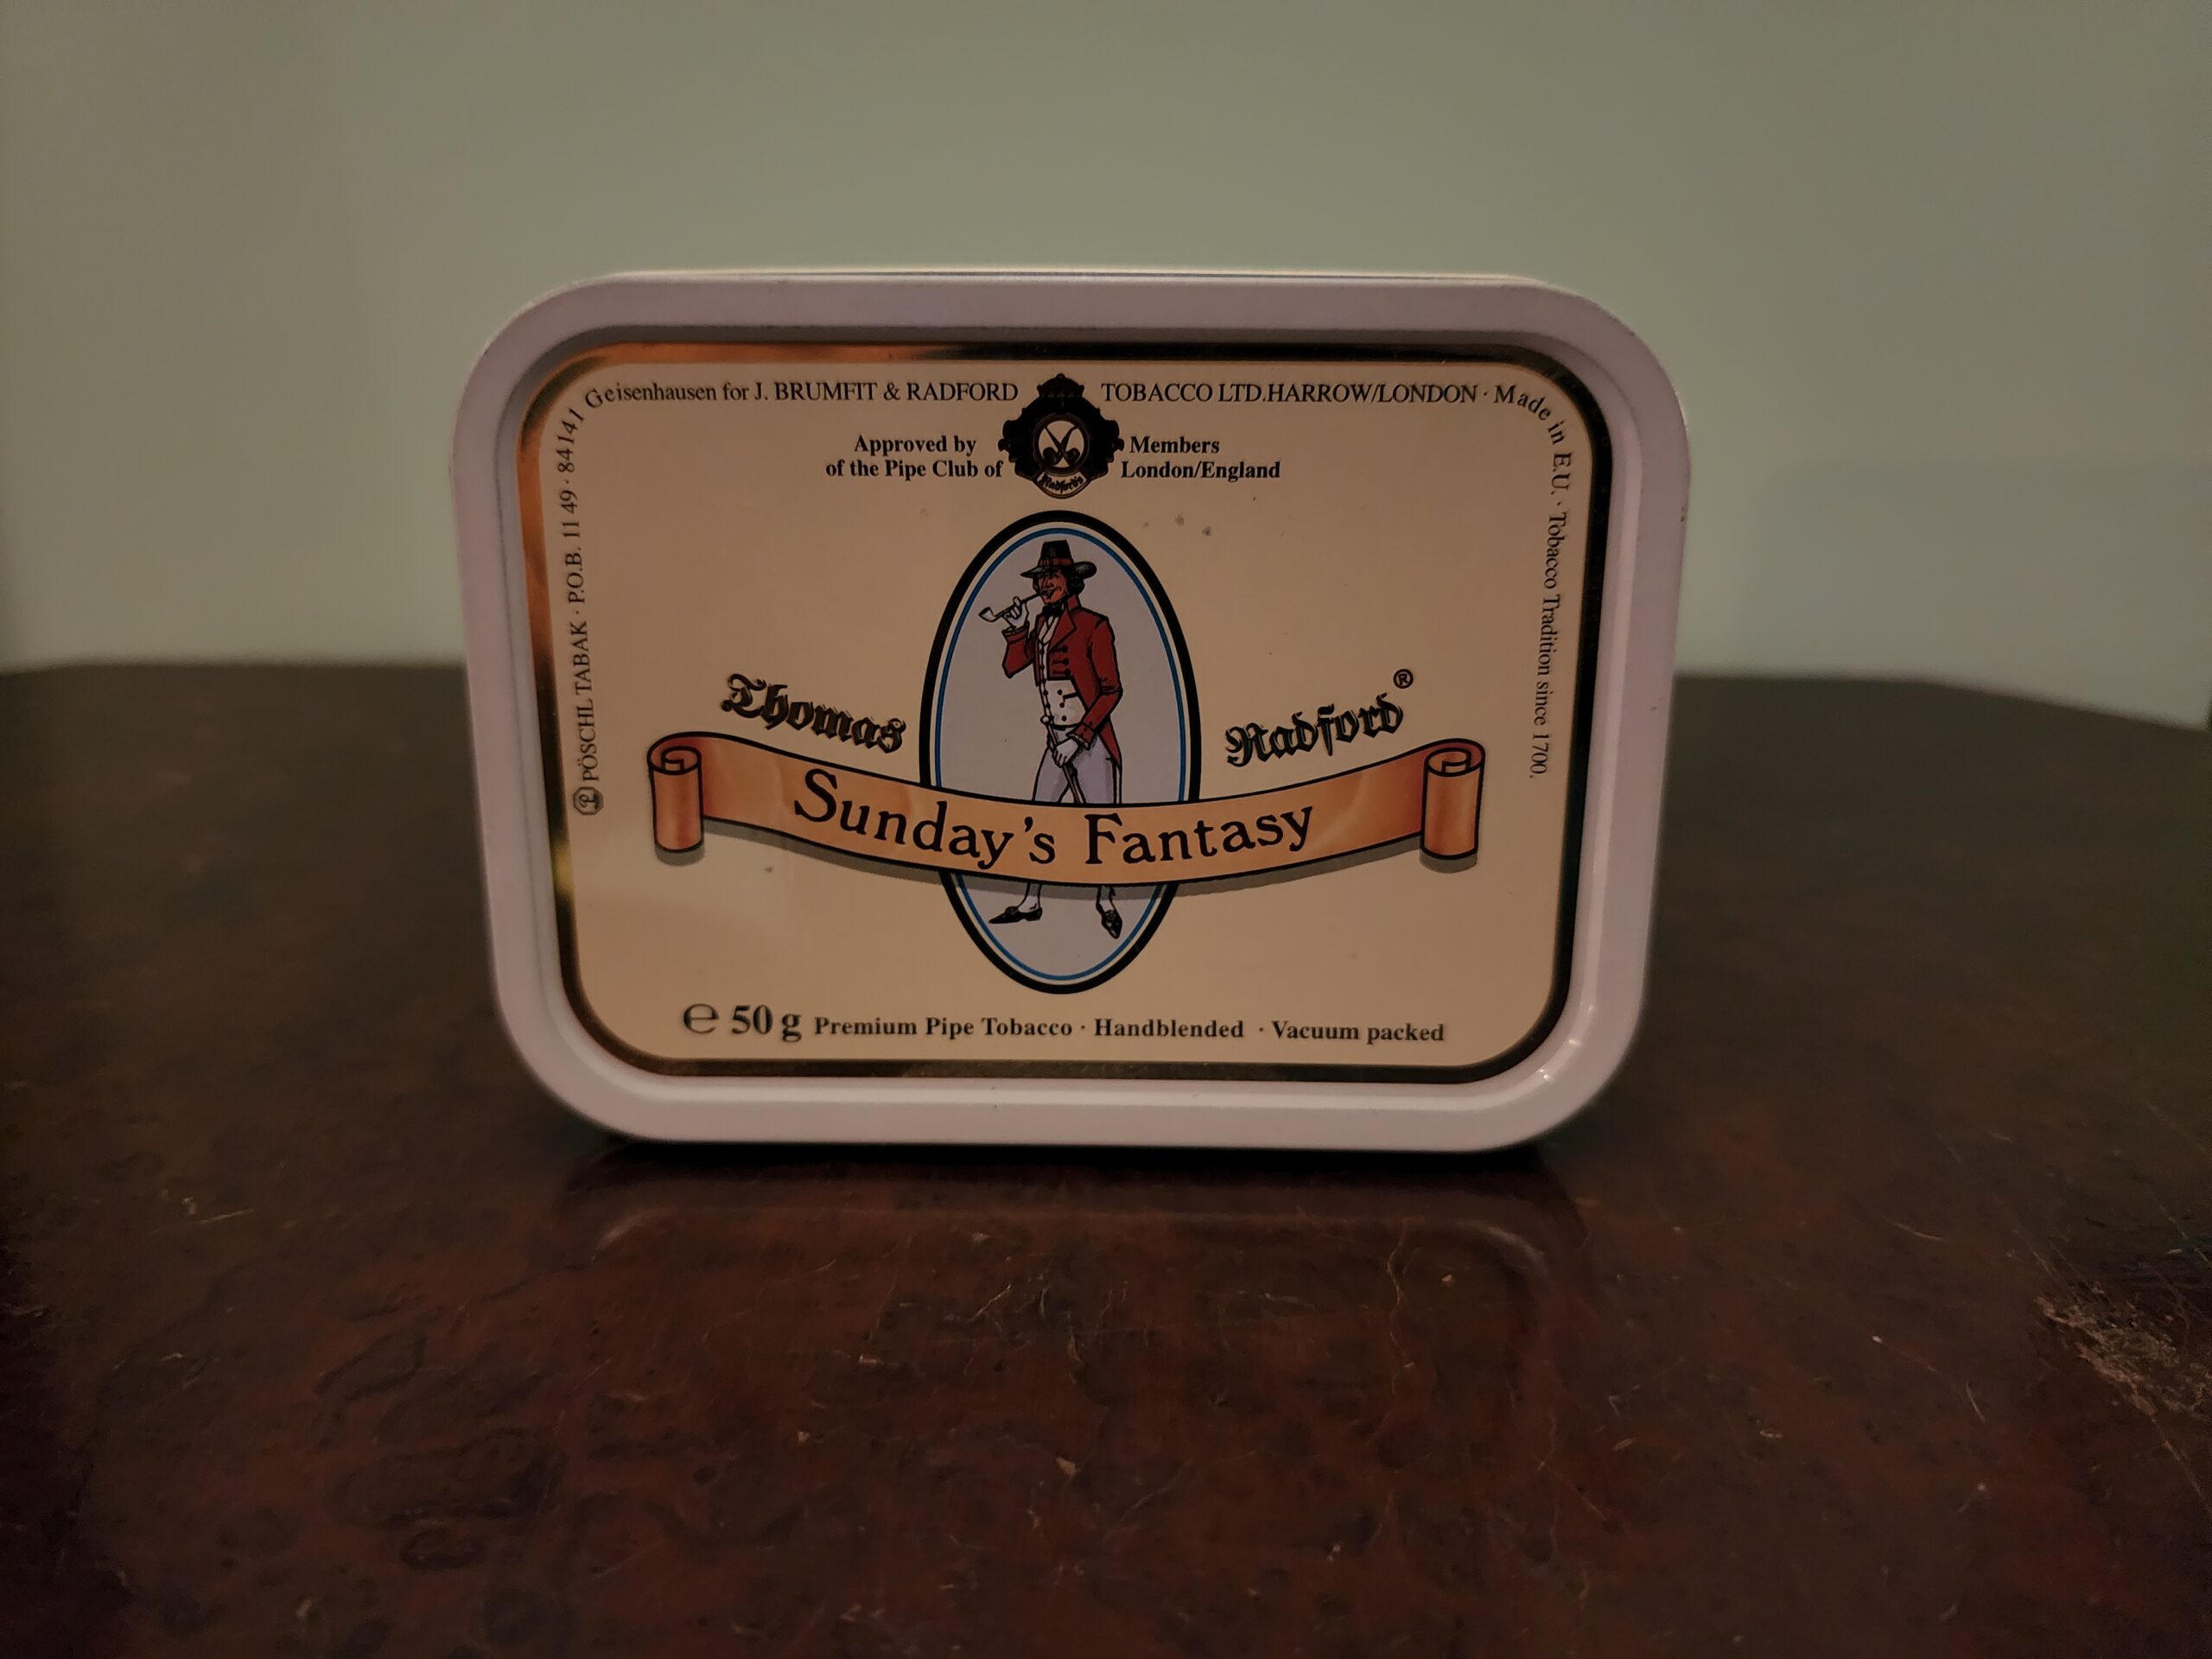 PÖSCHL TABAK · P.O.B. 11 49 · 84141 Geisenhausen for J. BRUMFIT & RADFORD TOBACCO LTD.HARROW/LONDON · Made in E.U. · Tobacco Tradition since 1700.
Approved by Members
of the Pipe Club of London/England
Radford's
Thomas Radford®
Sunday's Fantasy
℮ 50 g Premium Pipe Tobacco · Handblended · Vacuum packed